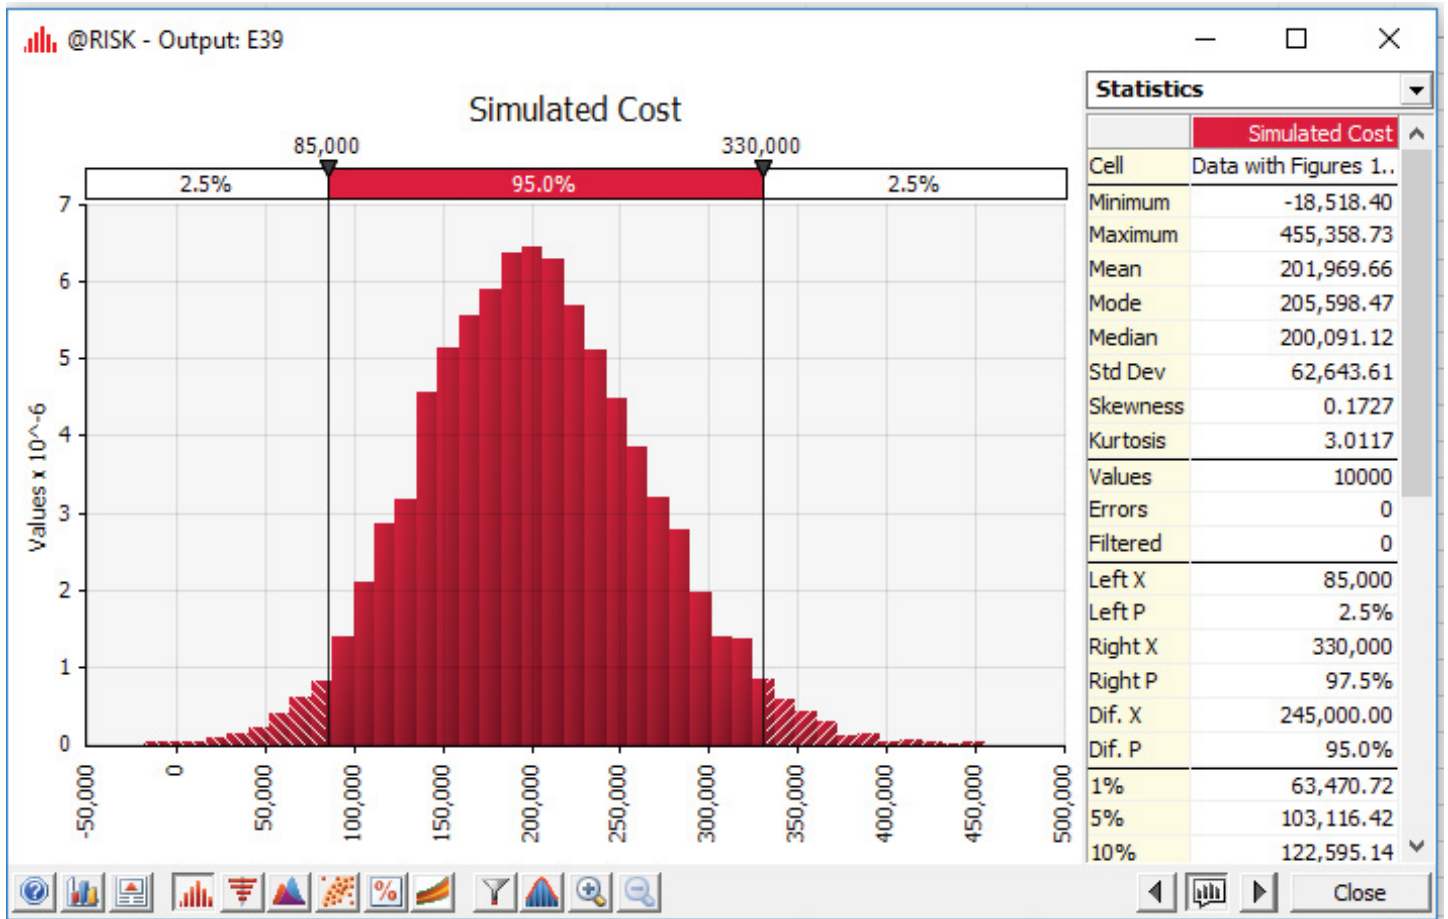 @RISK - Output: E39
Simulated Cost
85,000 330,000
2.5% 95.0% 2.5%
Values x 10^-6
7
6
5
4
3
2
1
0
-50,000
0
50,000
100,000
150,000
200,000
250,000
300,000
350,000
400,000
450,000
500,000
Statistics
Simulated Cost
Cell Data with Figures 1..
Minimum -18,518.40
Maximum 455,358.73
Mean 201,969.66
Mode 205,598.47
Median 200,091.12
Std Dev 62,643.61
Skewness 0.1727
Kurtosis 3.0117
Values 10000
Errors 0
Filtered 0
Left X 85,000
Left P 2.5%
Right X 330,000
Right P 97.5%
Dif. X 245,000.00
Dif. P 95.0%
1% 63,470.72
5% 103,116.42
10% 122,595.14
? %
Close